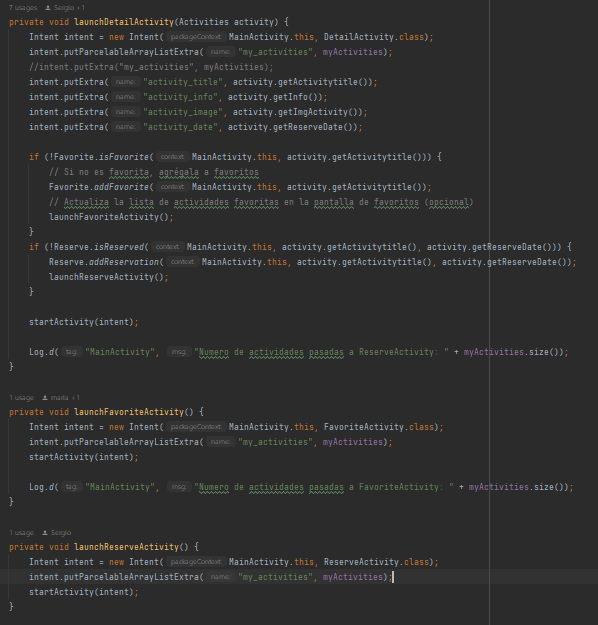 7 usages   Sergio +1
private void launchDetailActivity(Activities activity) {
    Intent intent = new Intent( packageContext: MainActivity.this, DetailActivity.class);
    intent.putParcelableArrayListExtra( name: "my_activities", myActivities);
    //intent.putExtra("my_activities", myActivities);
    intent.putExtra( name: "activity_title", activity.getActivitytitle());
    intent.putExtra( name: "activity_info", activity.getInfo());
    intent.putExtra( name: "activity_image", activity.getImgActivity());
    intent.putExtra( name: "activity_date", activity.getReserveDate());
    if (!Favorite.isFavorite( context: MainActivity.this, activity.getActivitytitle())) {
        // Si no es favorita, agrégala a favoritos
        Favorite.addFavorite( context: MainActivity.this, activity.getActivitytitle());
        // Actualiza la lista de actividades favoritas en la pantalla de favoritos (opcional)
        launchFavoriteActivity();
    }
    if (!Reserve.isReserved( context: MainActivity.this, activity.getActivitytitle(), activity.getReserveDate())) {
        Reserve.addReservation( context: MainActivity.this, activity.getActivitytitle(), activity.getReserveDate());
        launchReserveActivity();
    }
    startActivity(intent);
    Log.d( tag: "MainActivity", msg: "Numero de actividades pasadas a ReserveActivity: " + myActivities.size());
}
1 usage   maria +1
private void launchFavoriteActivity() {
    Intent intent = new Intent( packageContext: MainActivity.this, FavoriteActivity.class);
    intent.putParcelableArrayListExtra( name: "my_activities", myActivities);
    startActivity(intent);
    Log.d( tag: "MainActivity", msg: "Numero de actividades pasadas a FavoriteActivity: " + myActivities.size());
}
1 usage   Sergio
private void launchReserveActivity() {
    Intent intent = new Intent( packageContext: MainActivity.this, ReserveActivity.class);
    intent.putParcelableArrayListExtra( name: "my_activities", myActivities);
    startActivity(intent);
}